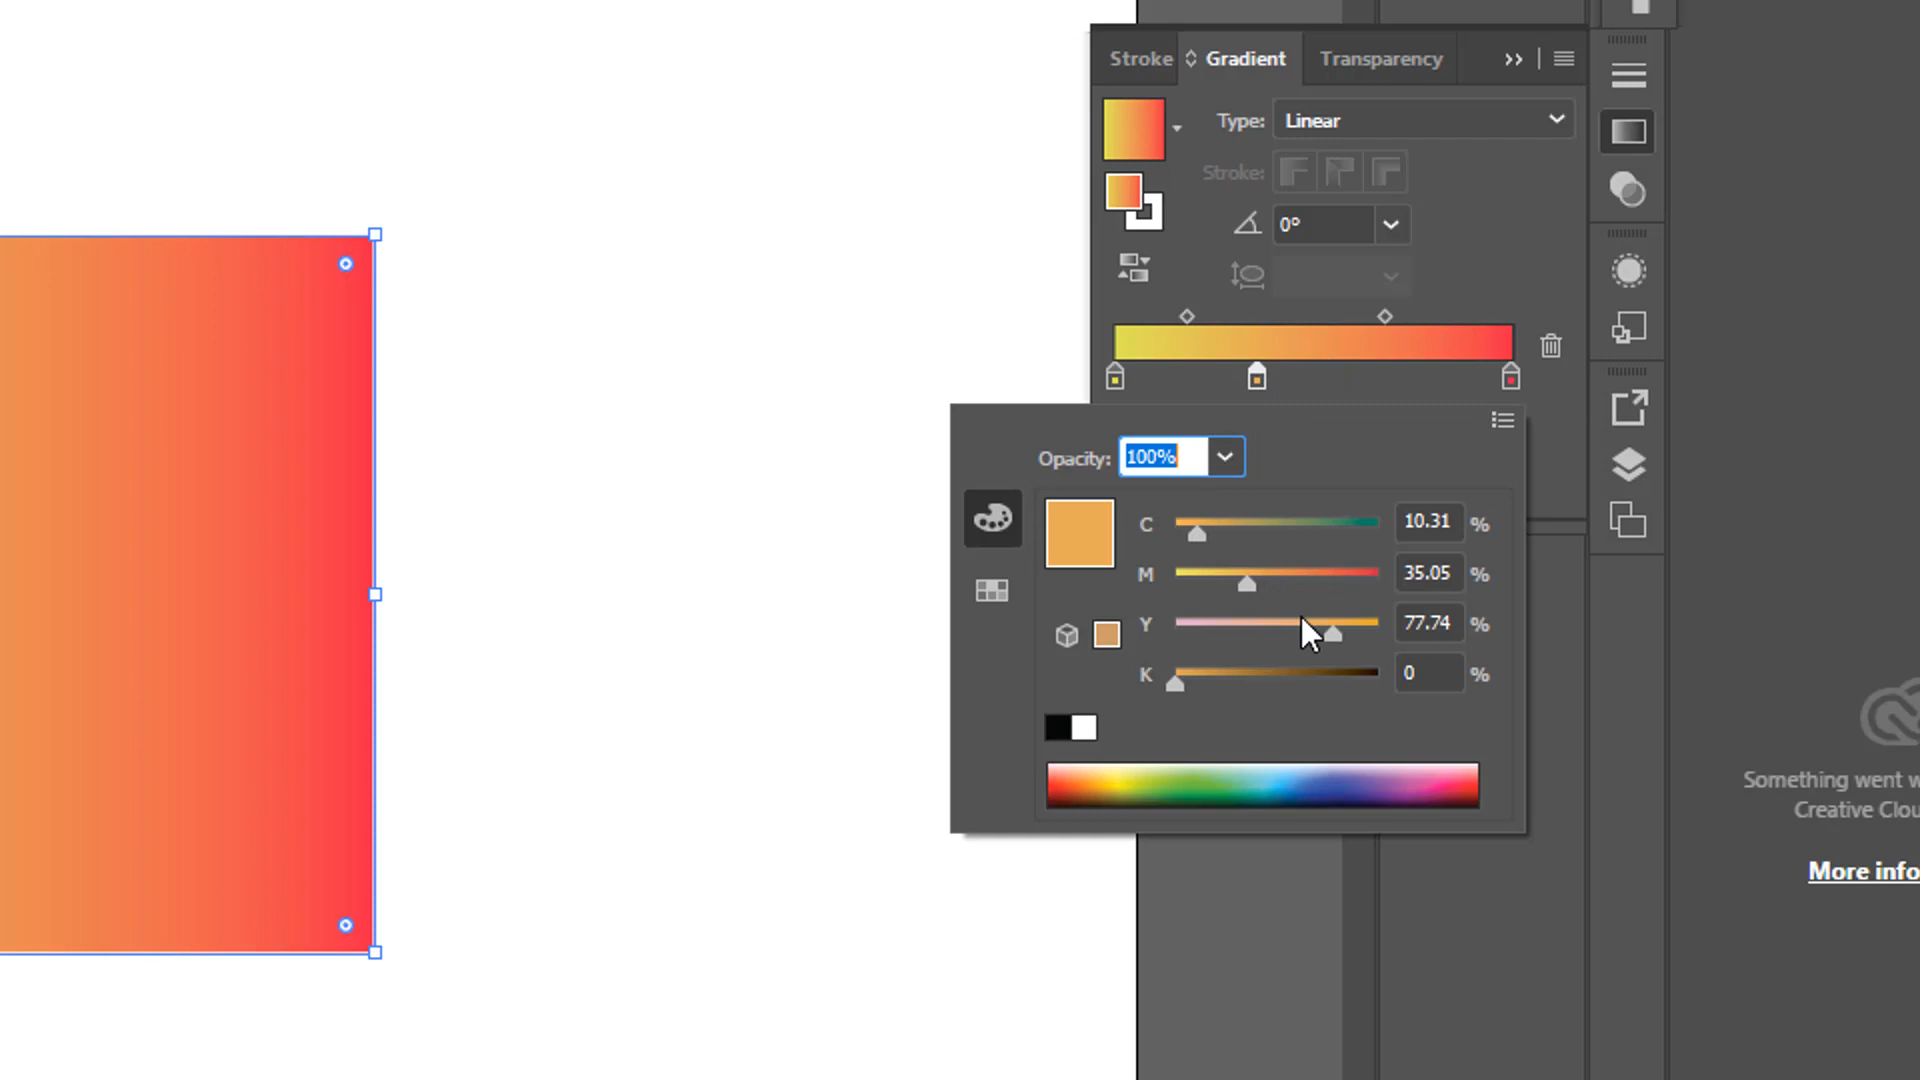 Stroke Gradient Transparency
Type: Linear
Stroke:
0°
Opacity: 100%
C 10.31 %
M 35.05 %
Y 77.74 %
K 0 %
Something went
Creative
More info